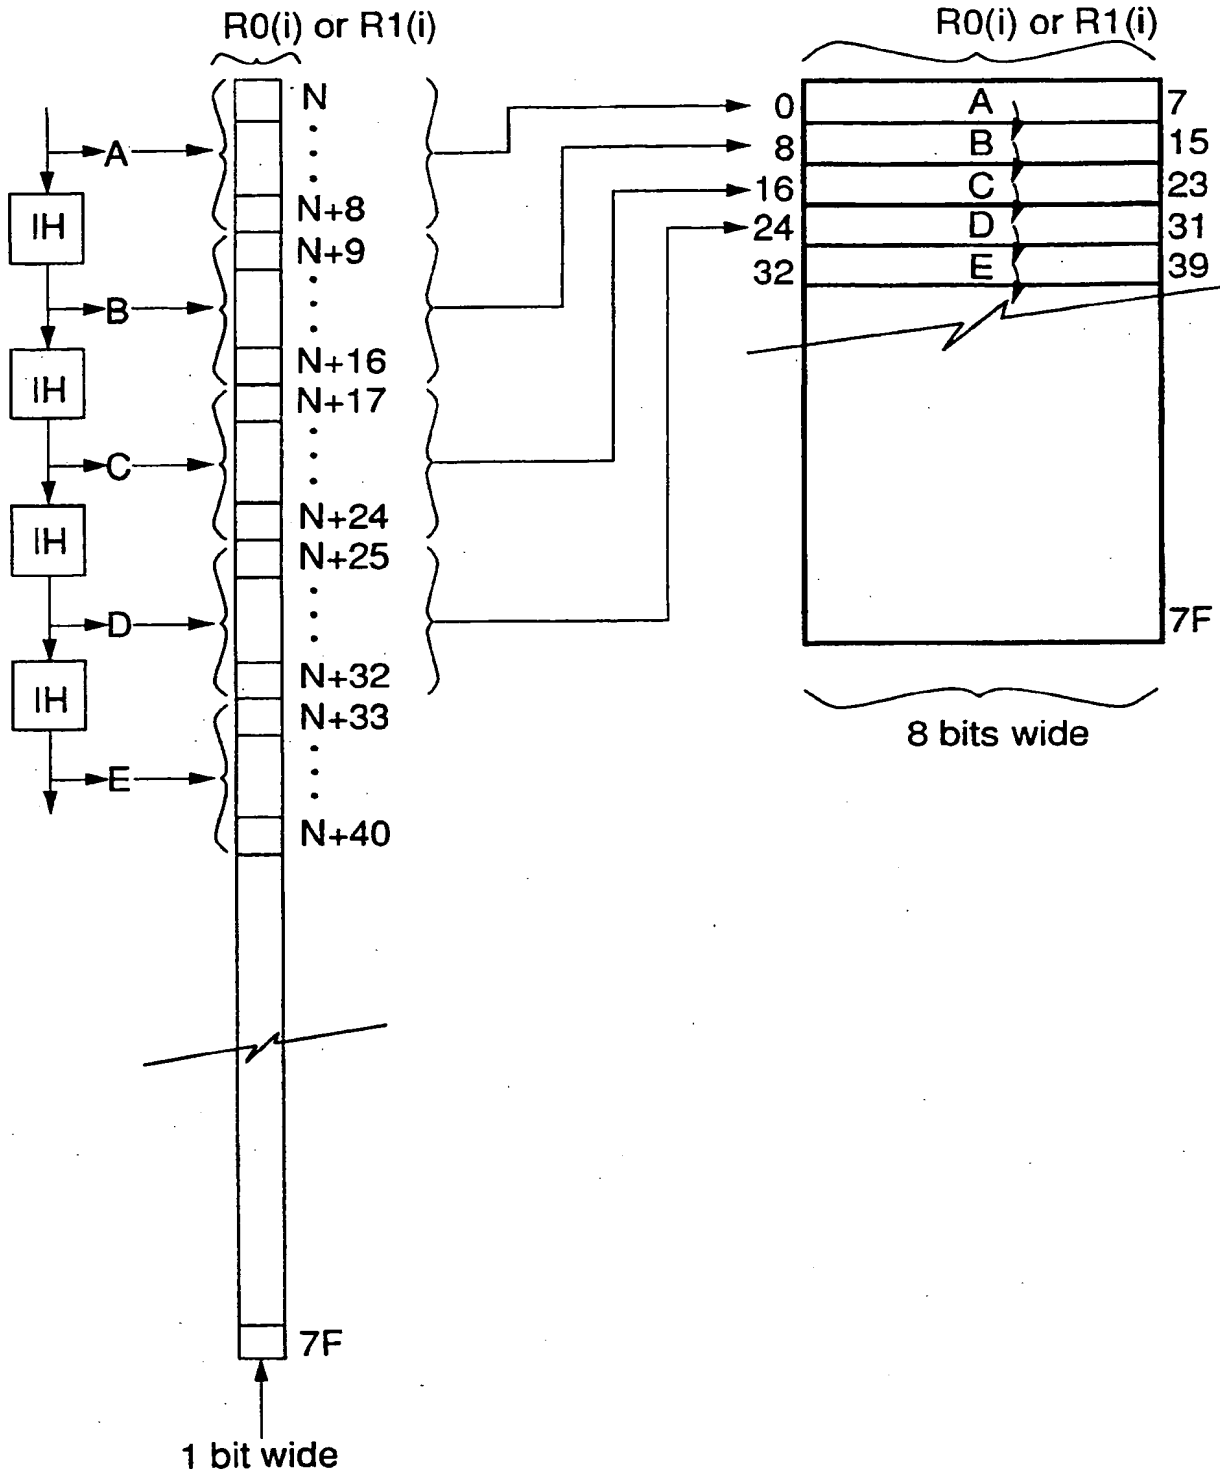 R0(i) or R1(i)
N
A
N+8
IH
N+9
B
N+16
IH
N+17
C
N+24
IH
N+25
D
N+32
IH
N+33
E
N+40
7F
1 bit wide
R0(i) or R1(i)
0 A 7
8 B 15
16 C 23
24 D 31
32 E 39
7F
8 bits wide